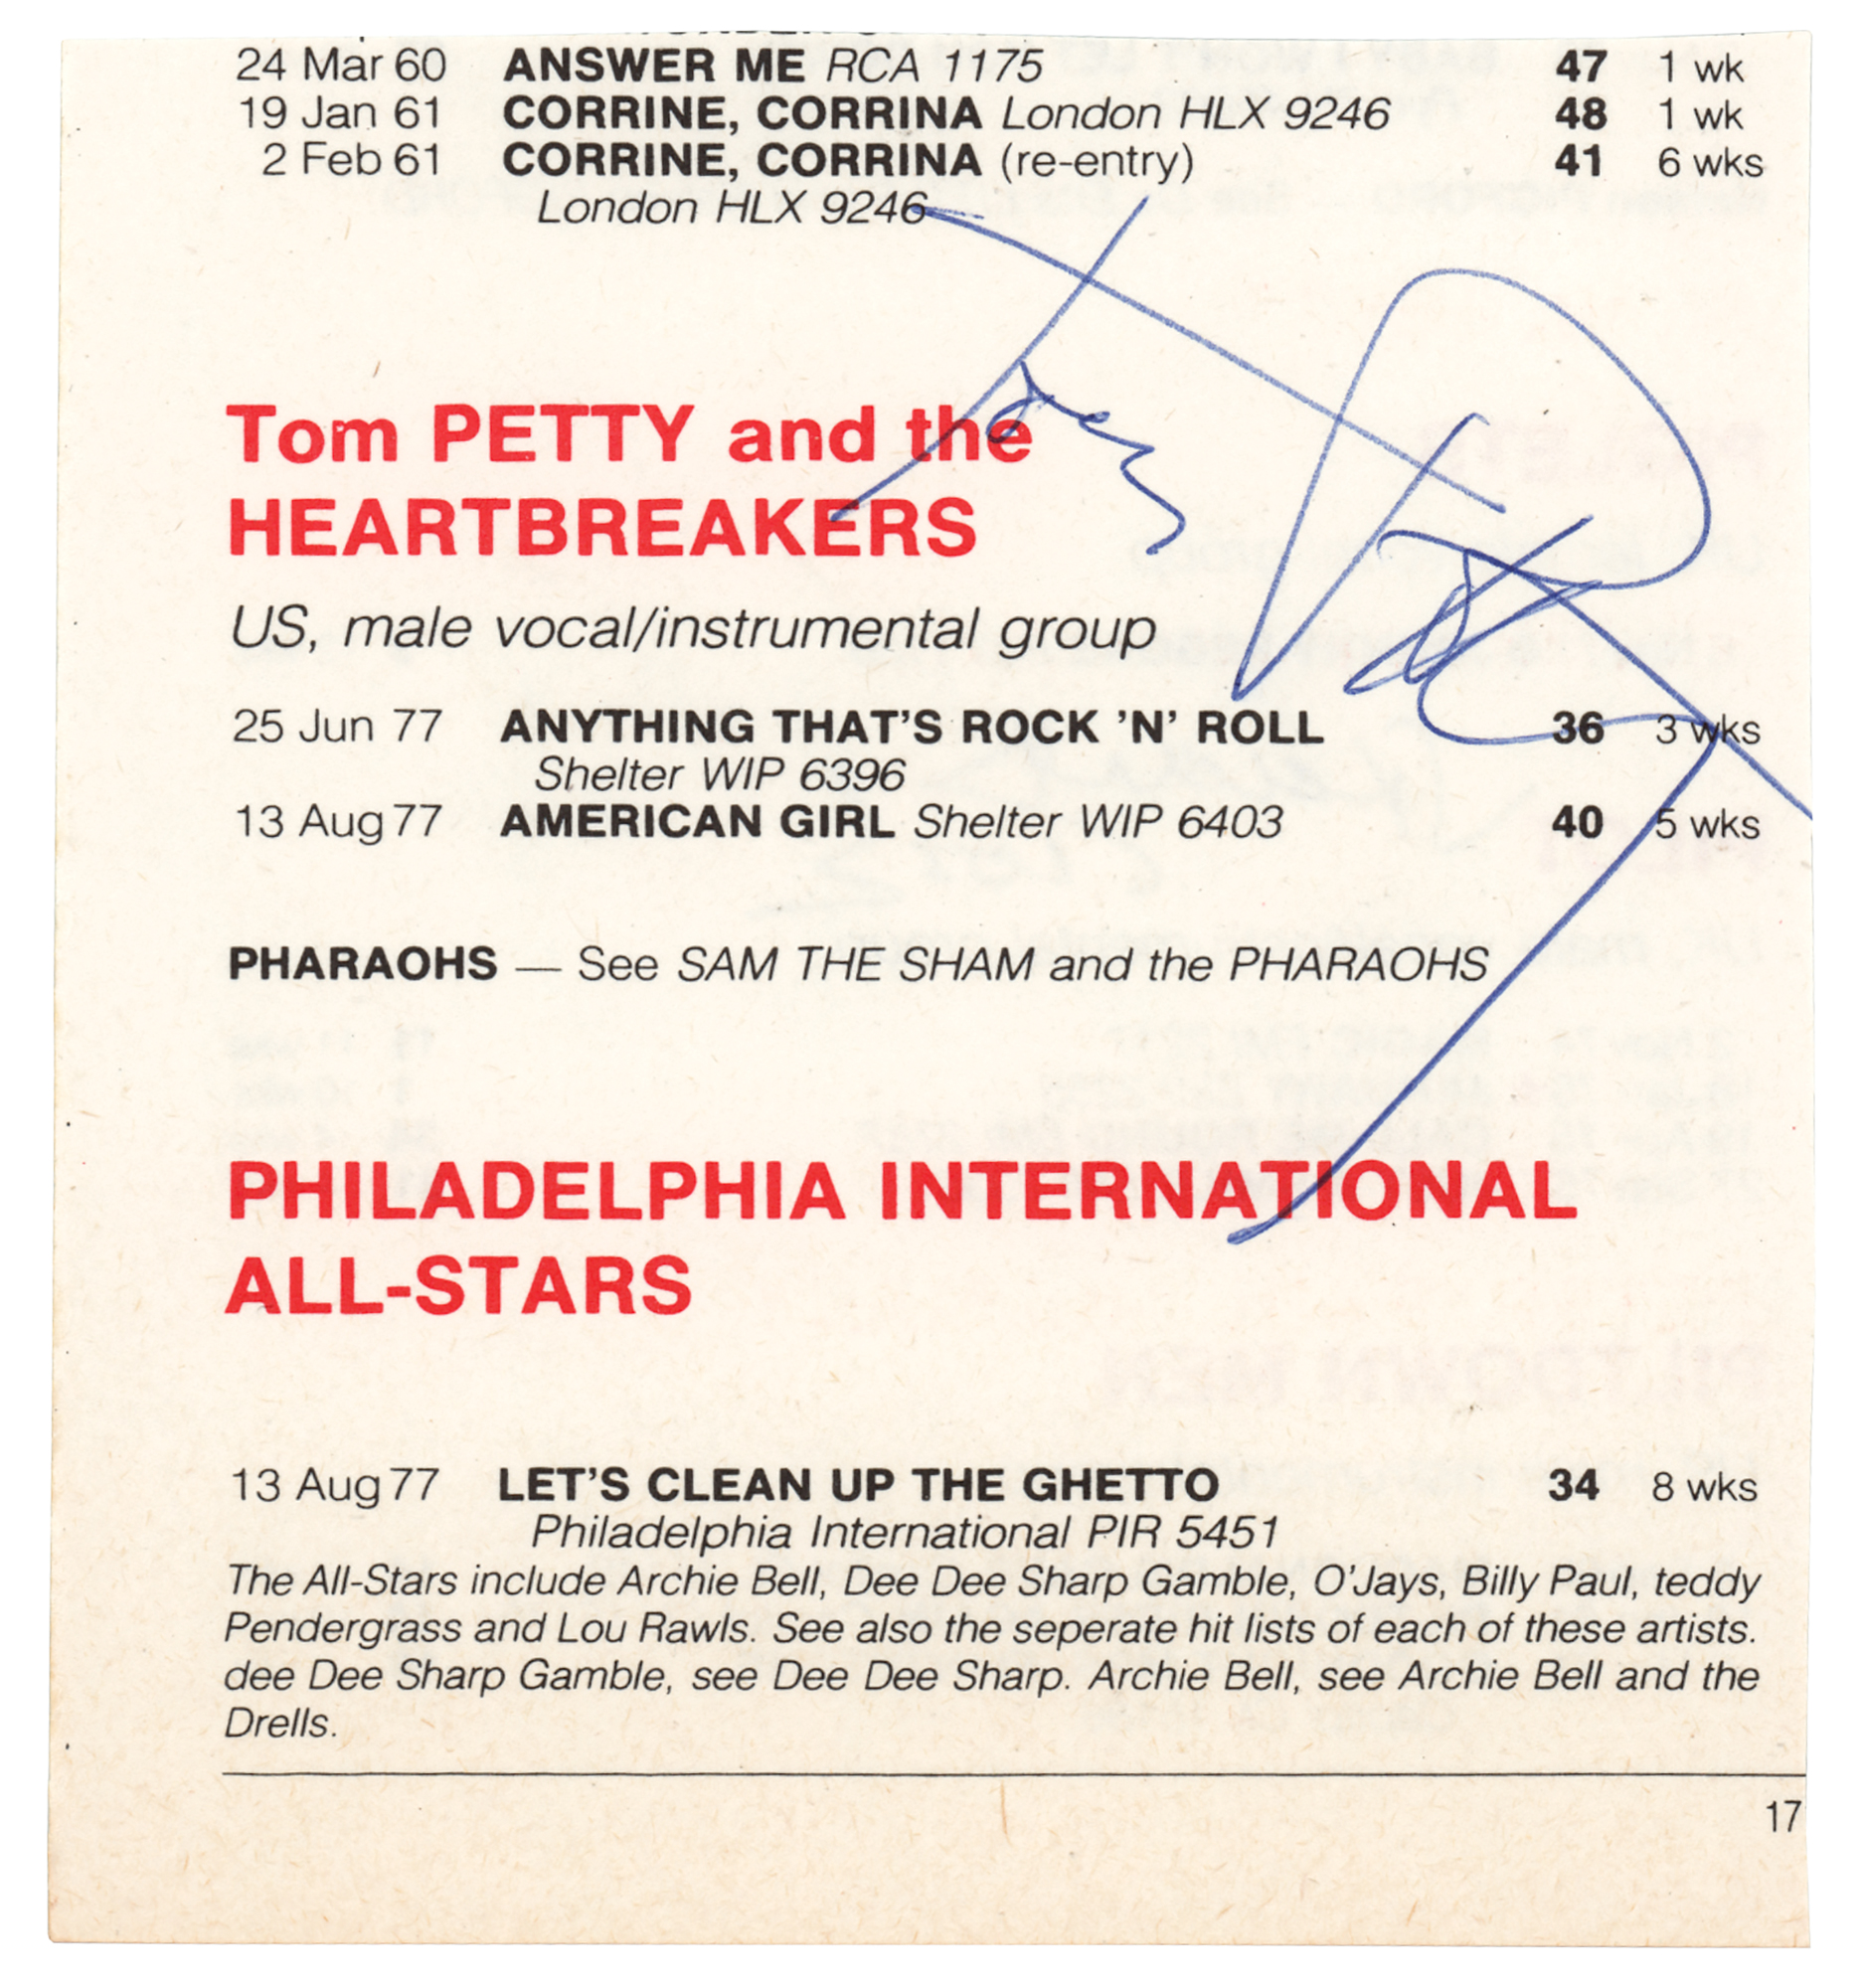 24 Mar 60 ANSWER ME RCA 1175 47 1 wk
19 Jan 61 CORRINE, CORRINA London HLX 9246 48 1 wk
2 Feb 61 CORRINE, CORRINA (re-entry) 41 6 wks
London HLX 9246
Tom PETTY and the
HEARTBREAKERS
US, male vocal/instrumental group
25 Jun 77 ANYTHING THAT'S ROCK 'N' ROLL 36 3 wks
Shelter WIP 6396
13 Aug 77 AMERICAN GIRL Shelter WIP 6403 40 5 wks
PHARAOHS — See SAM THE SHAM and the PHARAOHS
PHILADELPHIA INTERNATIONAL
ALL-STARS
13 Aug 77 LET'S CLEAN UP THE GHETTO 34 8 wks
Philadelphia International PIR 5451
The All-Stars include Archie Bell, Dee Dee Sharp Gamble, O'Jays, Billy Paul, teddy
Pendergrass and Lou Rawls. See also the seperate hit lists of each of these artists.
dee Dee Sharp Gamble, see Dee Dee Sharp. Archie Bell, see Archie Bell and the
Drells.
17